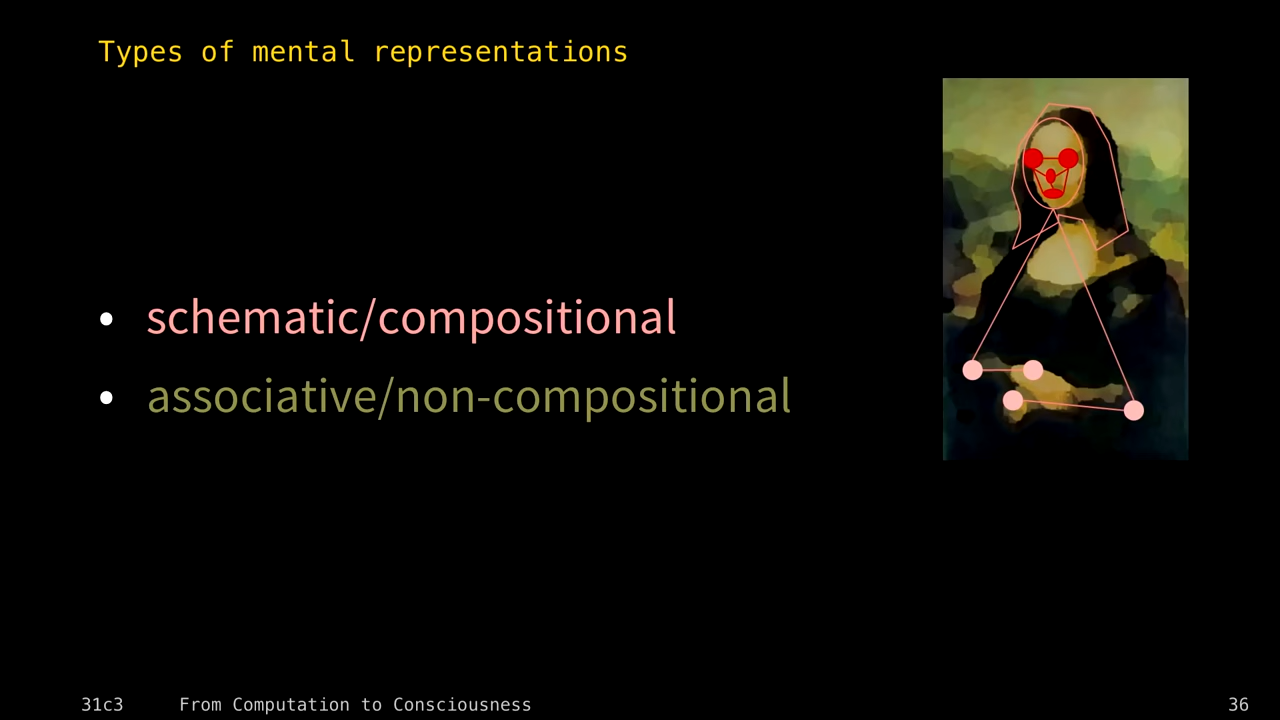 Types of mental representations
• schematic/compositional
• associative/non-compositional
31c3 From Computation to Consciousness 36